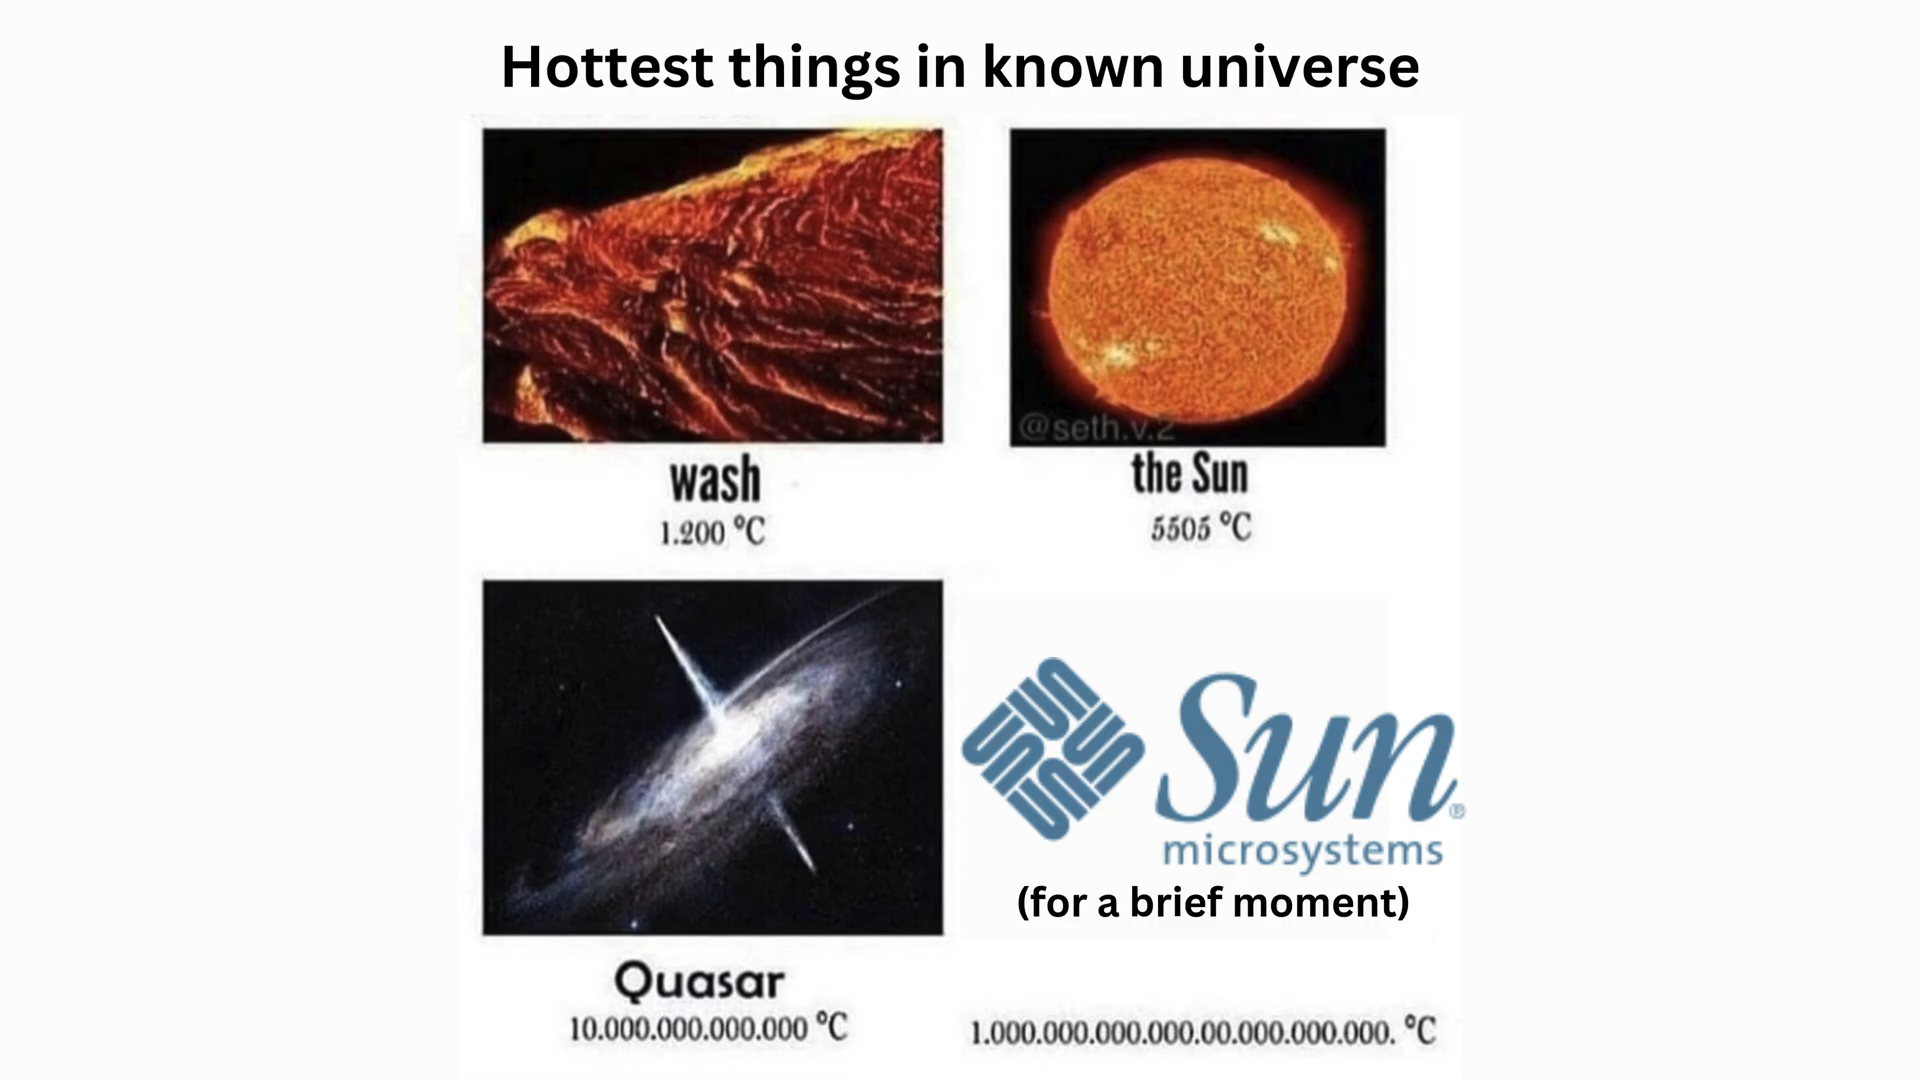 Hottest things in known universe
@seth.v.2
wash
1.200 °C
the Sun
5505 °C
Sun®
microsystems
(for a brief moment)
Quasar
10.000.000.000.000 °C
1.000.000.000.000.00.000.000.000. °C